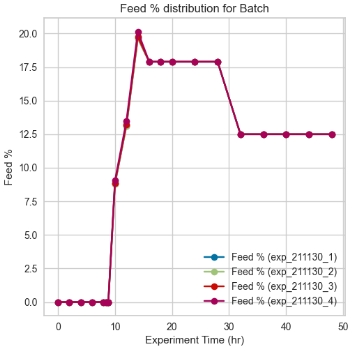 Feed % distribution for Batch
20.0
17.5
15.0
12.5
10.0
7.5
5.0
2.5
0.0
Feed %
Feed % (exp_211130_1)
Feed % (exp_211130_2)
Feed % (exp_211130_3)
Feed % (exp_211130_4)
0 10 20 30 40 50
Experiment Time (hr)